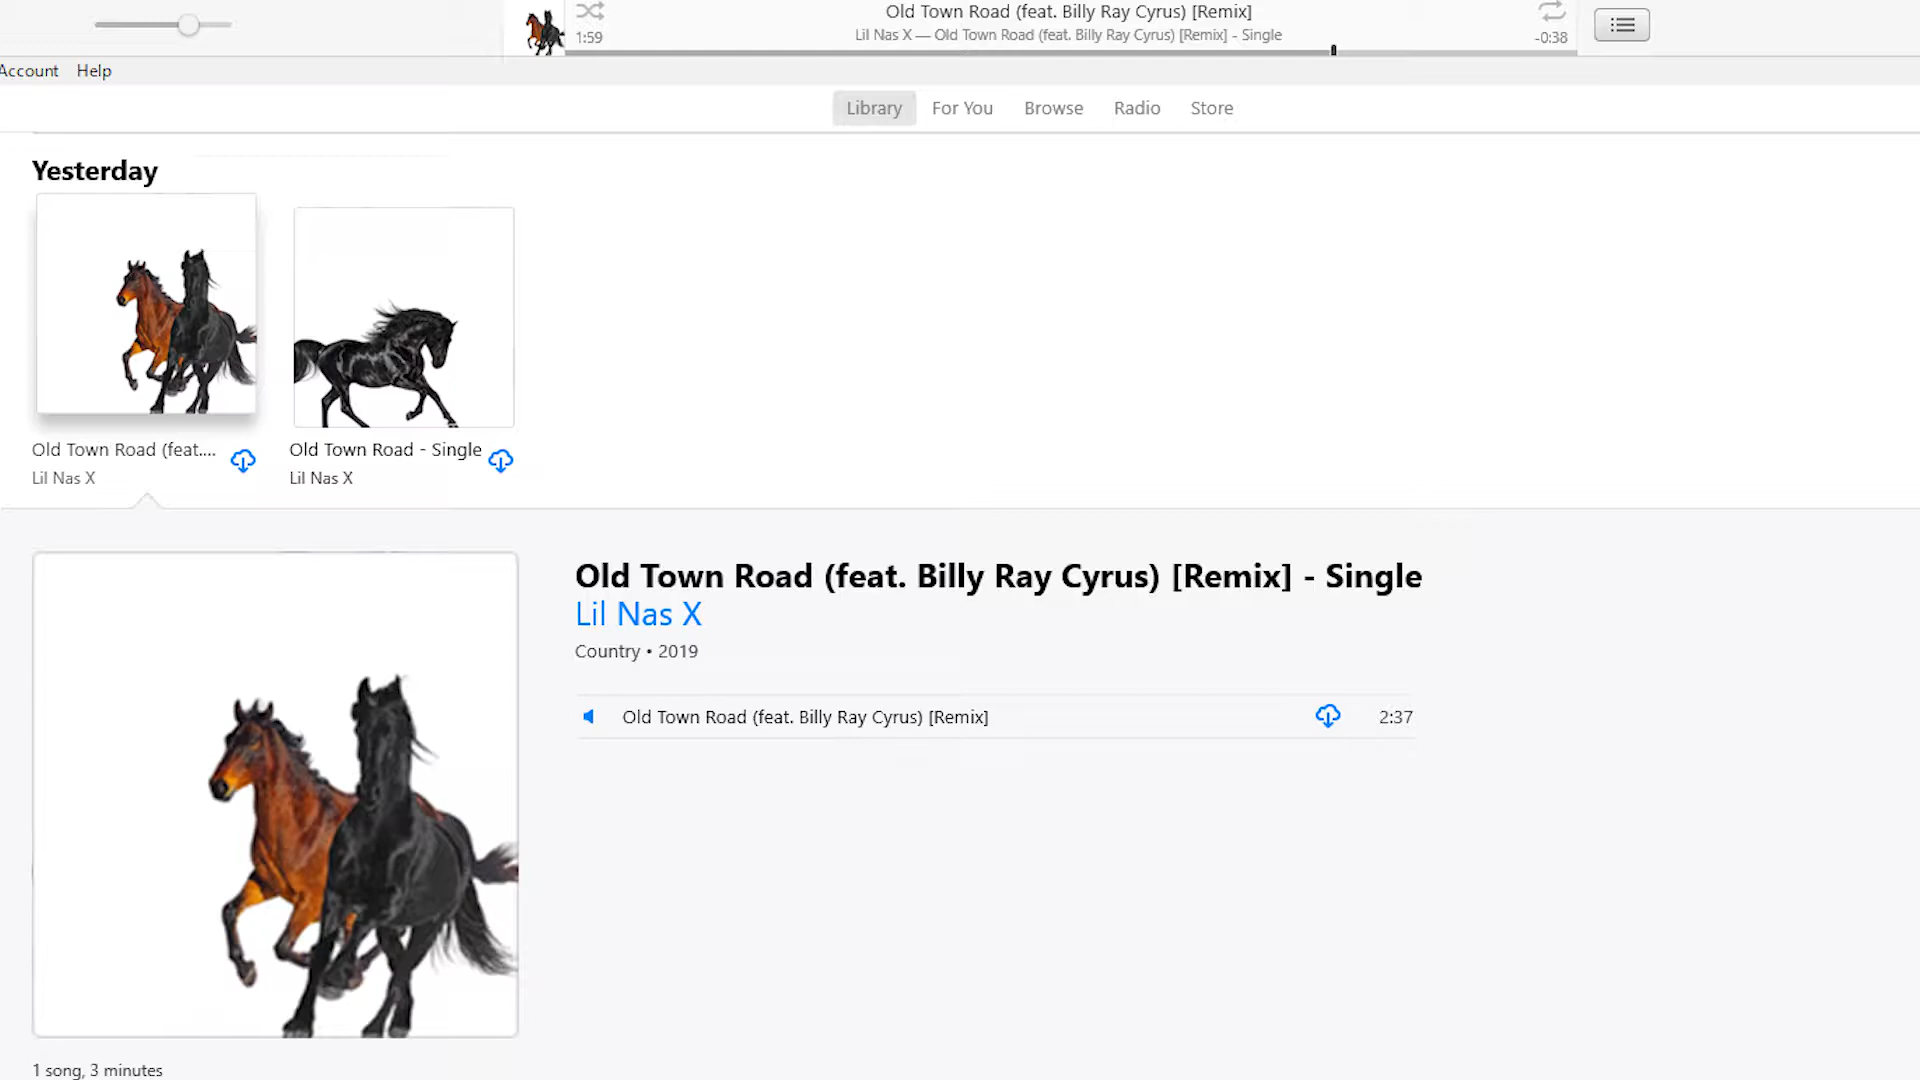 Old Town Road (feat. Billy Ray Cyrus) [Remix]
1:59
Lil Nas X — Old Town Road (feat. Billy Ray Cyrus) [Remix] - Single
-0:38
Account Help
Library For You Browse Radio Store
Yesterday
Old Town Road (feat....
Lil Nas X
Old Town Road - Single
Lil Nas X
Old Town Road (feat. Billy Ray Cyrus) [Remix] - Single
Lil Nas X
Country • 2019
Old Town Road (feat. Billy Ray Cyrus) [Remix] 2:37
1 song, 3 minutes